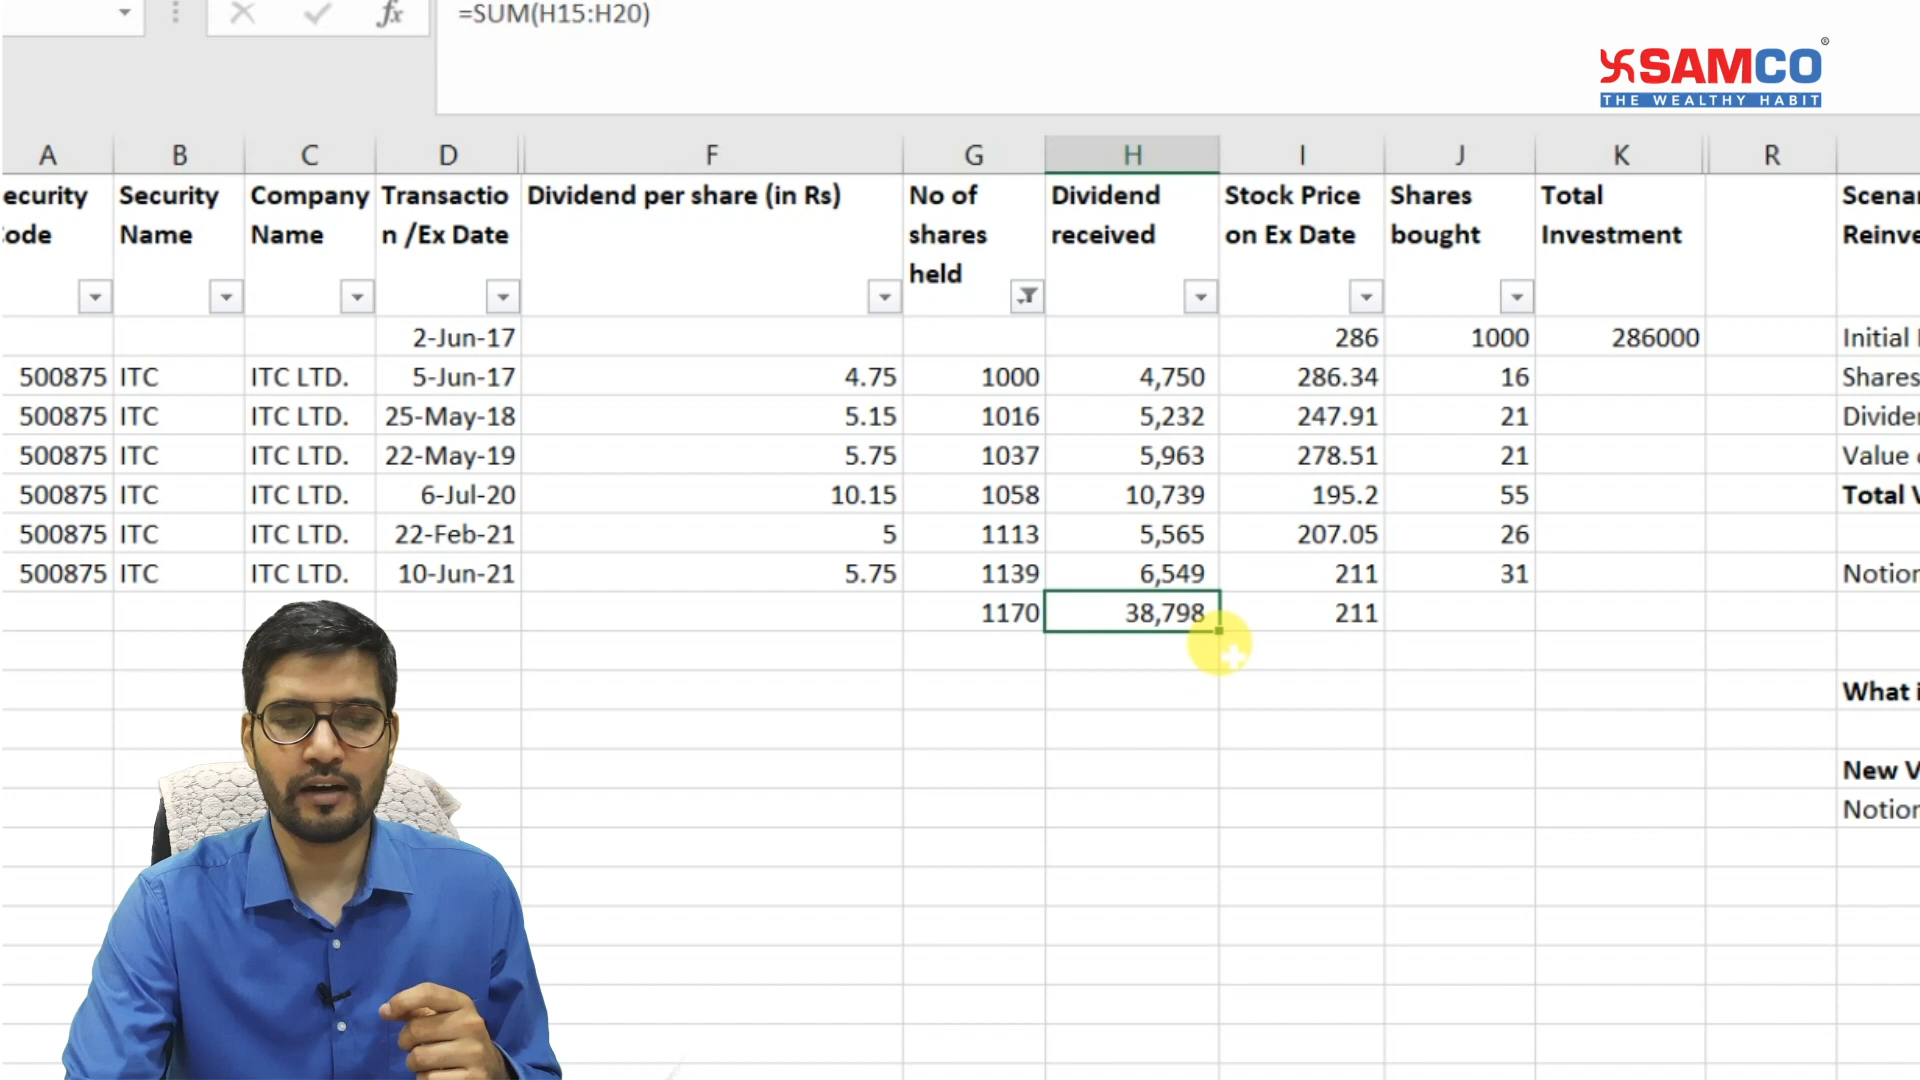 =SUM(H15:H20)
SAMCO®
THE WEALTHY HABIT
A B C D F G H I J K R
ecurity ode Security Name Company Name Transactio n /Ex Date Dividend per share (in Rs) No of shares held Dividend received Stock Price on Ex Date Shares bought Total Investment Scenar Reinve
2-Jun-17 286 1000 286000 Initial
500875 ITC ITC LTD. 5-Jun-17 4.75 1000 4,750 286.34 16 Shares
500875 ITC ITC LTD. 25-May-18 5.15 1016 5,232 247.91 21 Divider
500875 ITC ITC LTD. 22-May-19 5.75 1037 5,963 278.51 21 Value
500875 ITC ITC LTD. 6-Jul-20 10.15 1058 10,739 195.2 55 Total
500875 ITC ITC LTD. 22-Feb-21 5 1113 5,565 207.05 26
500875 ITC ITC LTD. 10-Jun-21 5.75 1139 6,549 211 31 Notion
1170 38,798 211
What i
New V
Notion